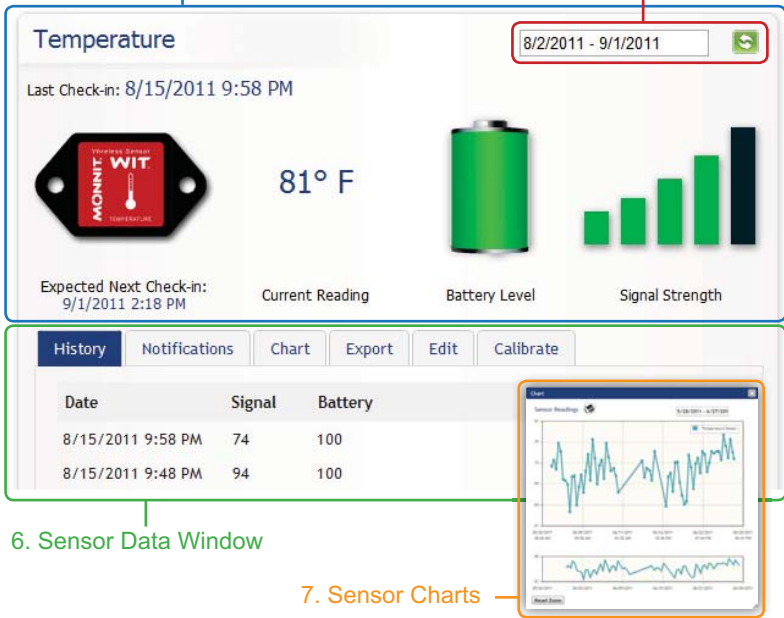 Temperature
8/2/2011 - 9/1/2011
Last Check-in: 8/15/2011 9:58 PM
Wireless Sensor
MONNIT WIT
TEMPERATURE
81° F
Expected Next Check-in:
9/1/2011 2:18 PM
Current Reading
Battery Level
Signal Strength
History Notifications Chart Export Edit Calibrate
Date Signal Battery
8/15/2011 9:58 PM 74 100
8/15/2011 9:48 PM 94 100
Chart
Sensor Readings
Reset Zoom
6. Sensor Data Window
7. Sensor Charts